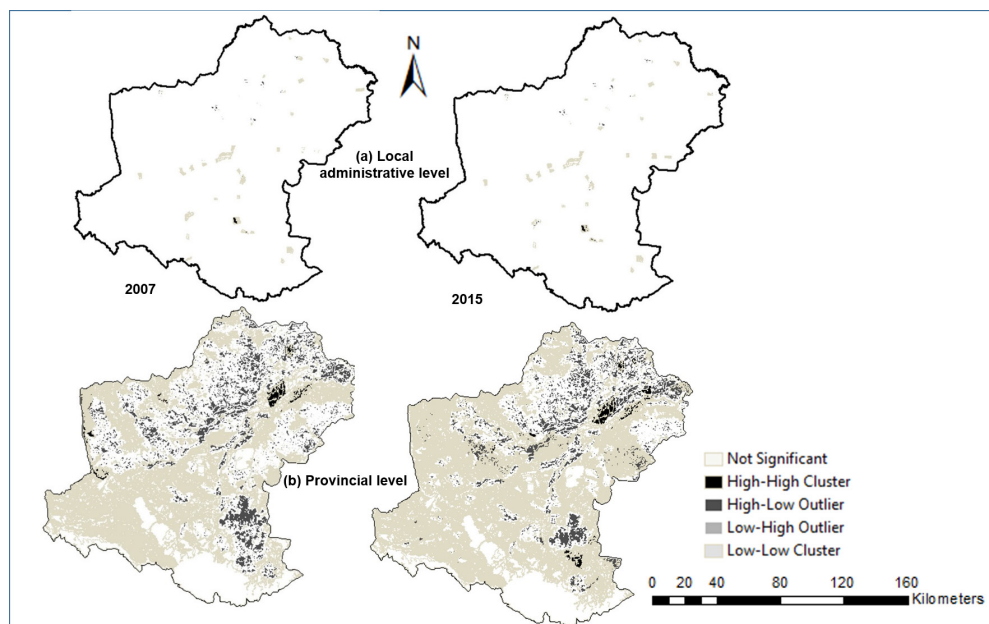 N
(a) Local
administrative level
2007
2015
(b) Provincial level
Not Significant
High-High Cluster
High-Low Outlier
Low-High Outlier
Low-Low Cluster
0 20 40 80 120 160
Kilometers